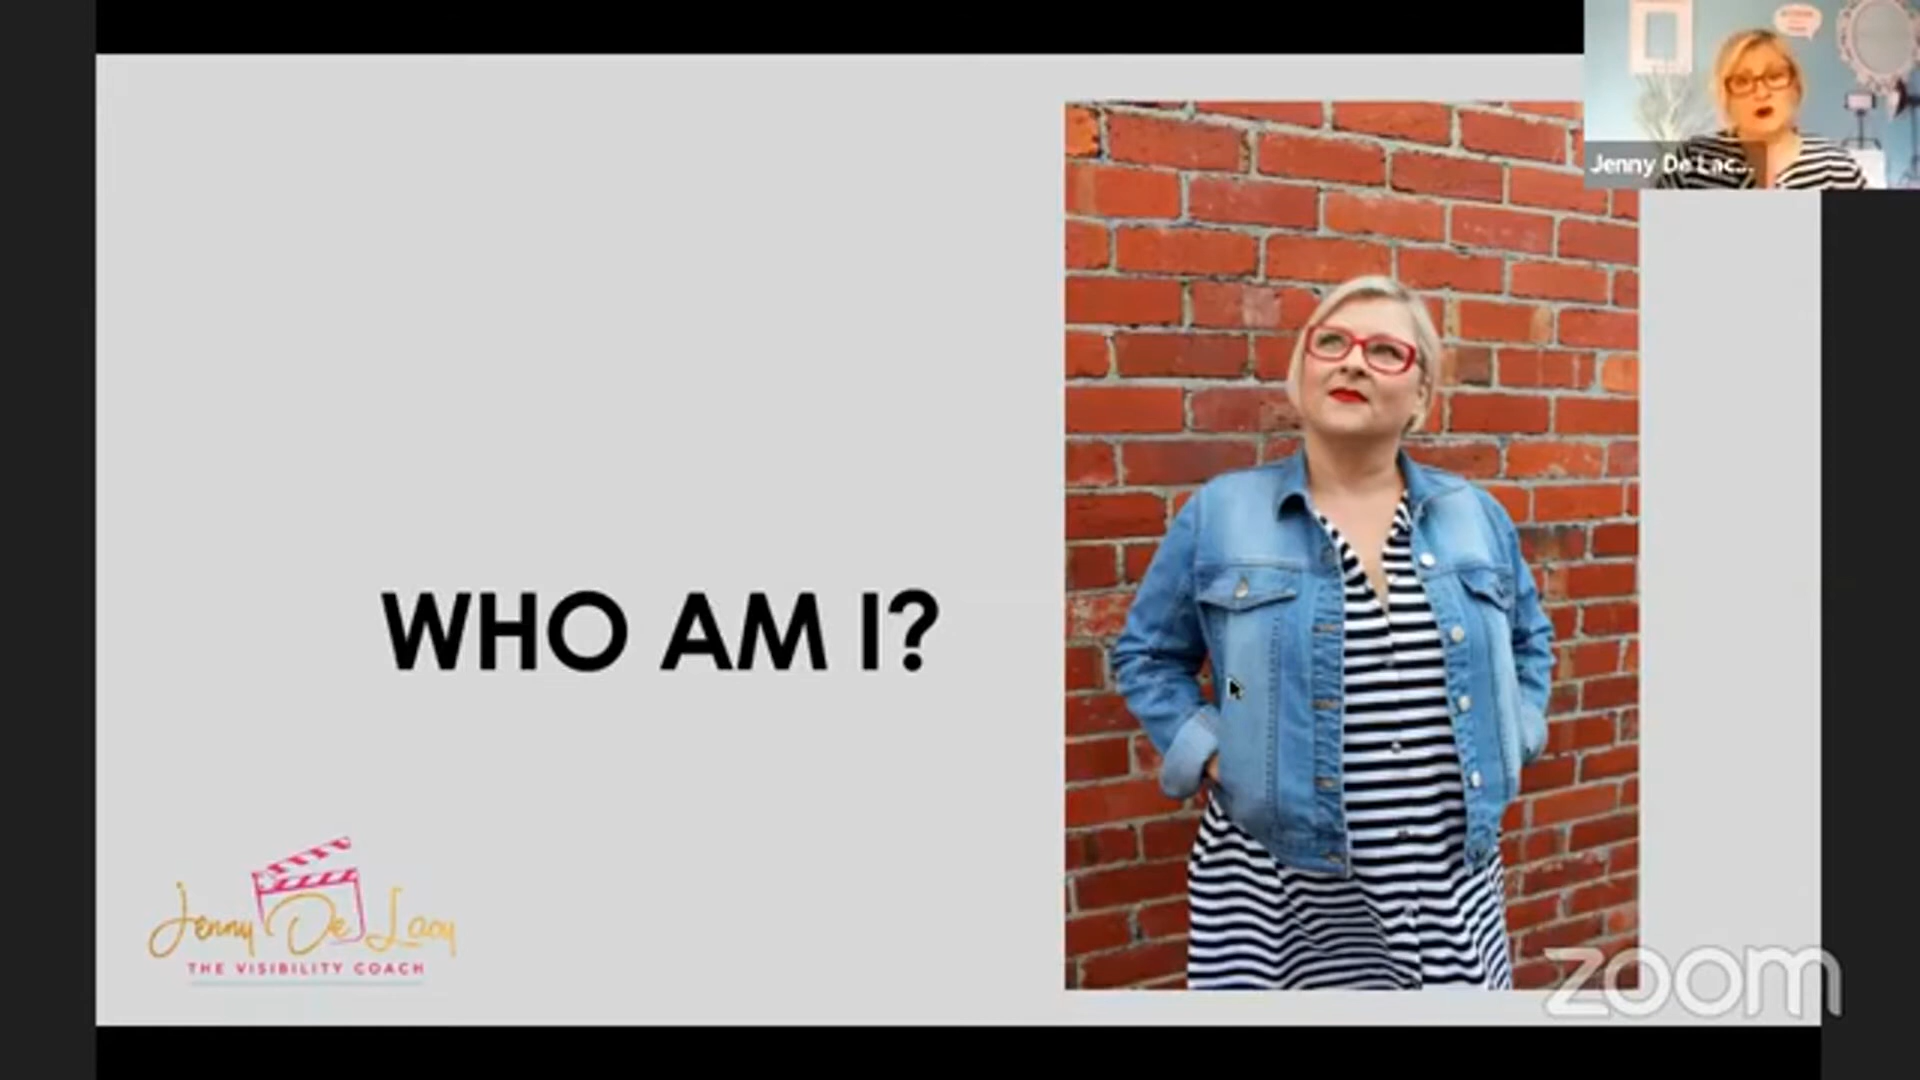 Jenny De Lac...
WHO AM I?
Jenny De Lacy
THE VISIBILITY COACH
zoom